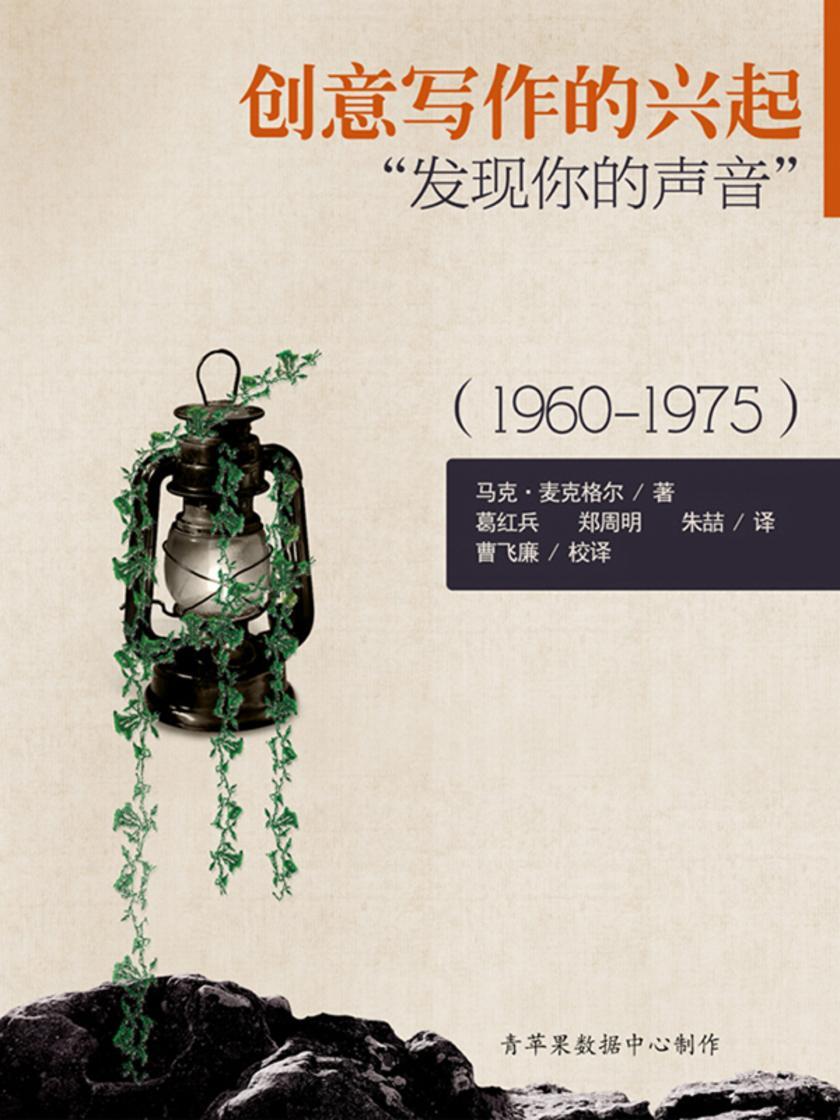 创意写作的兴起
“发现你的声音”
（1960-1975）
马克·麦克格尔 / 著
葛红兵 郑周明 朱喆 / 译
曹飞廉 / 校译
青苹果数据中心制作